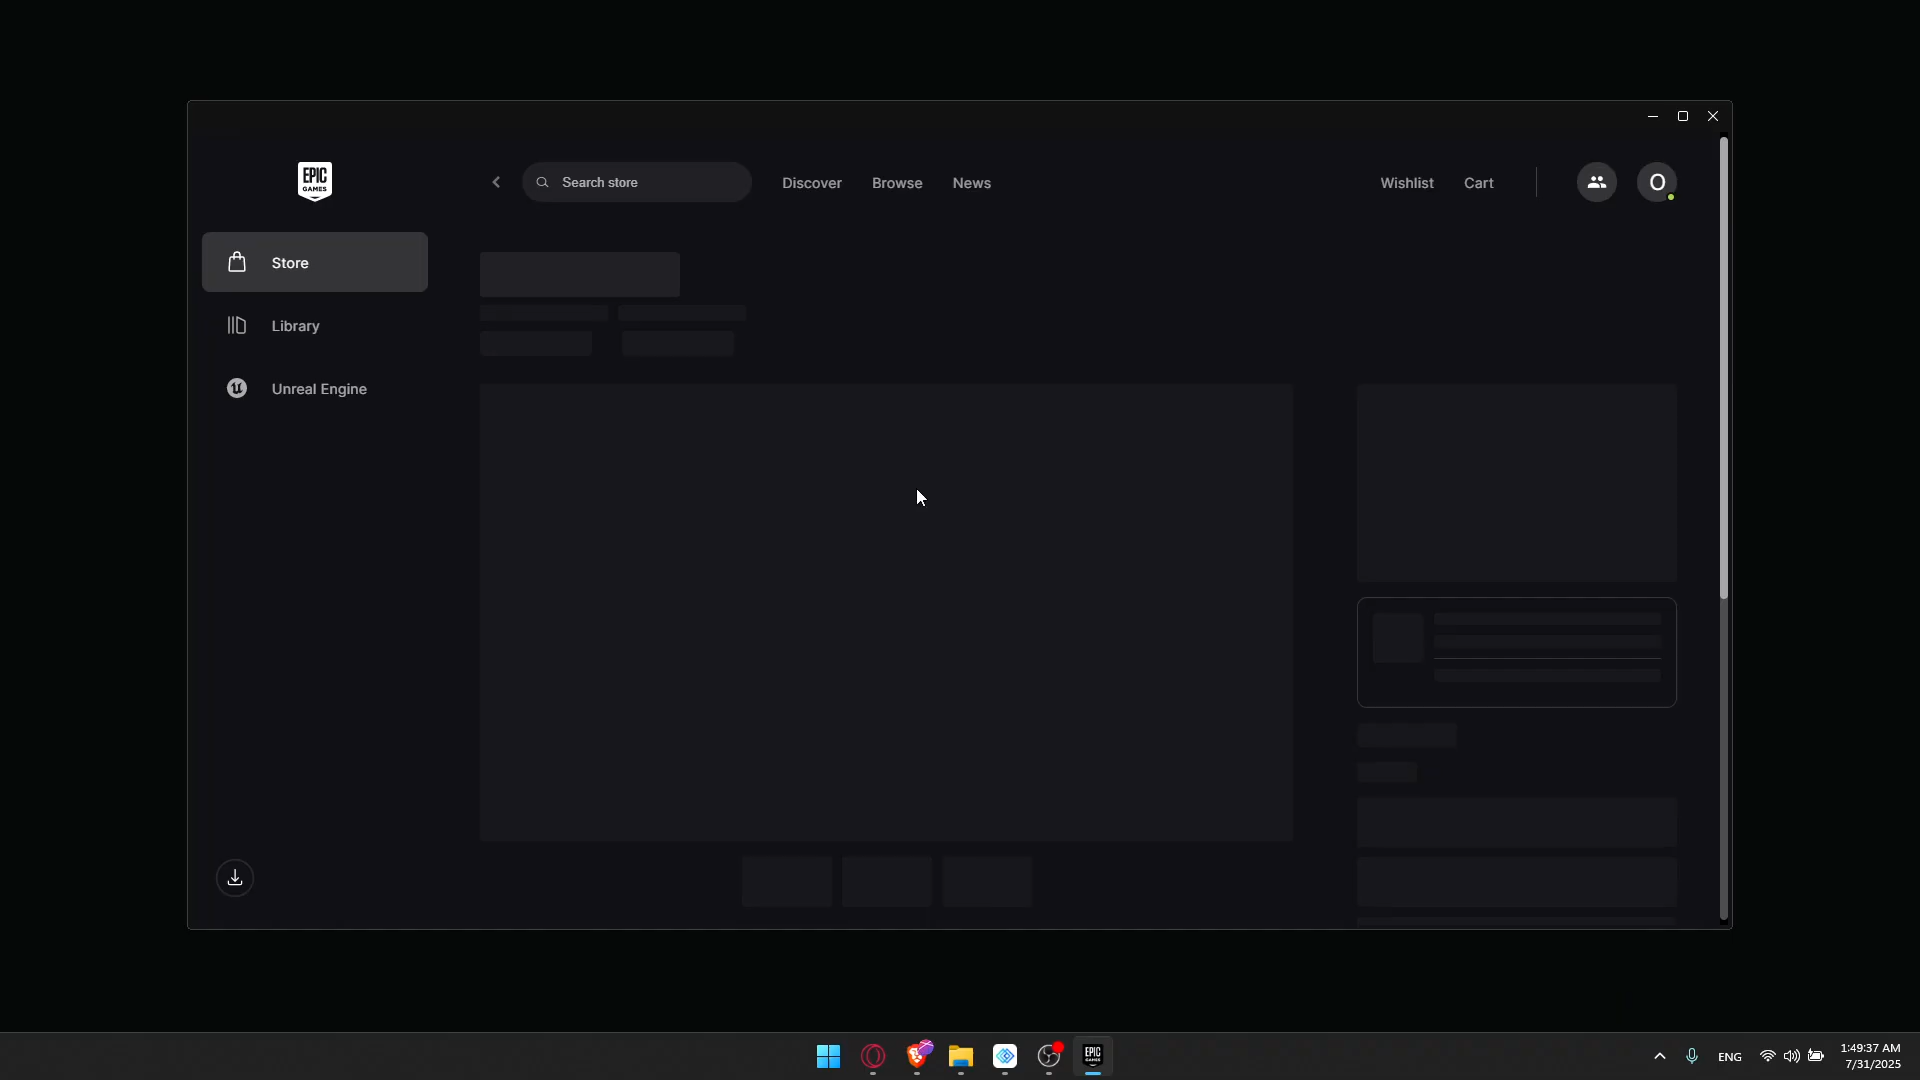 EPIC
GAMES
Search store
Discover
Browse
News
Wishlist
Cart
O
Store
Library
Unreal Engine
EPIC
ENG
1:49:37 AM
7/31/2025